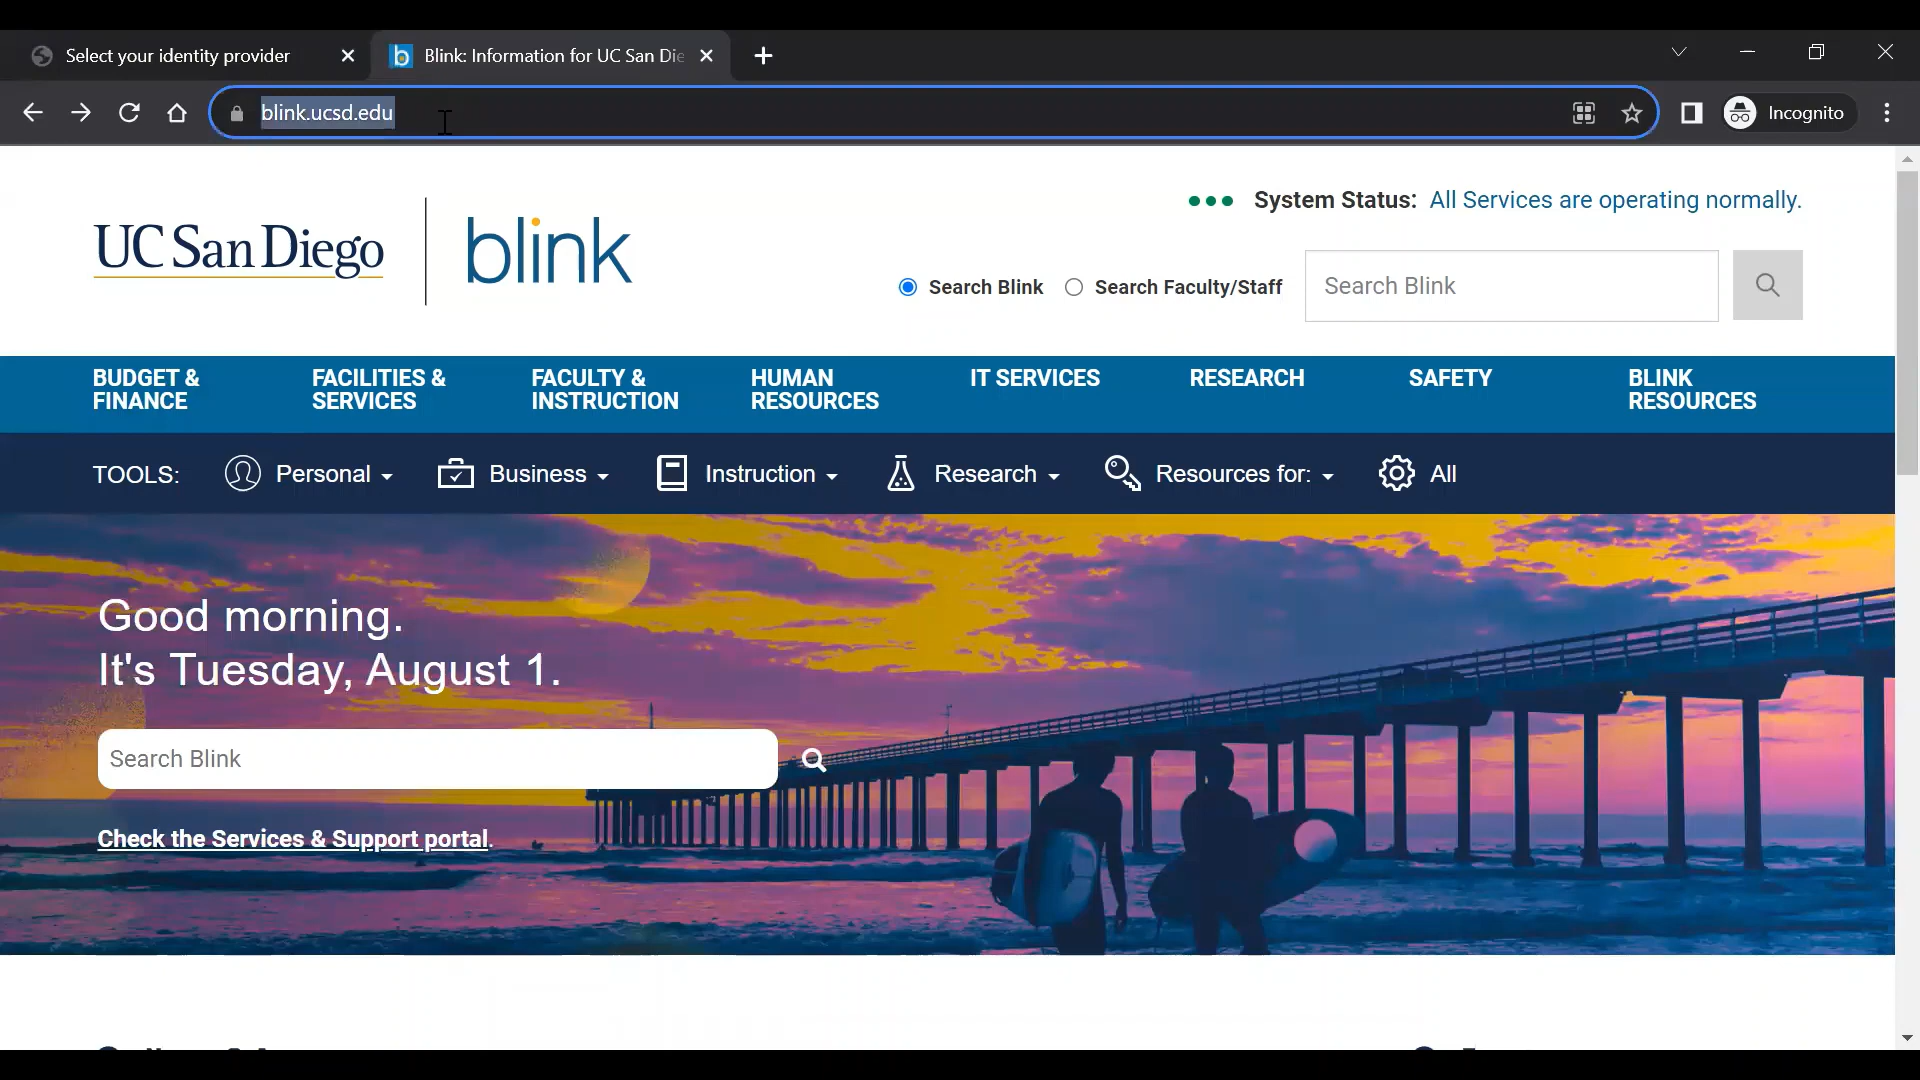 Select your identity provider
Blink: Information for UC San Die
blink.ucsd.edu
Incognito
System Status: All Services are operating normally.
UC San Diego
blink
Search Blink
Search Faculty/Staff
Search Blink
BUDGET &
FINANCE
FACILITIES &
SERVICES
FACULTY &
INSTRUCTION
HUMAN
RESOURCES
IT SERVICES
RESEARCH
SAFETY
BLINK
RESOURCES
TOOLS:
Personal
Business
Instruction
Research
Resources for:
All
Good morning.
It's Tuesday, August 1.
Search Blink
Check the Services & Support portal.